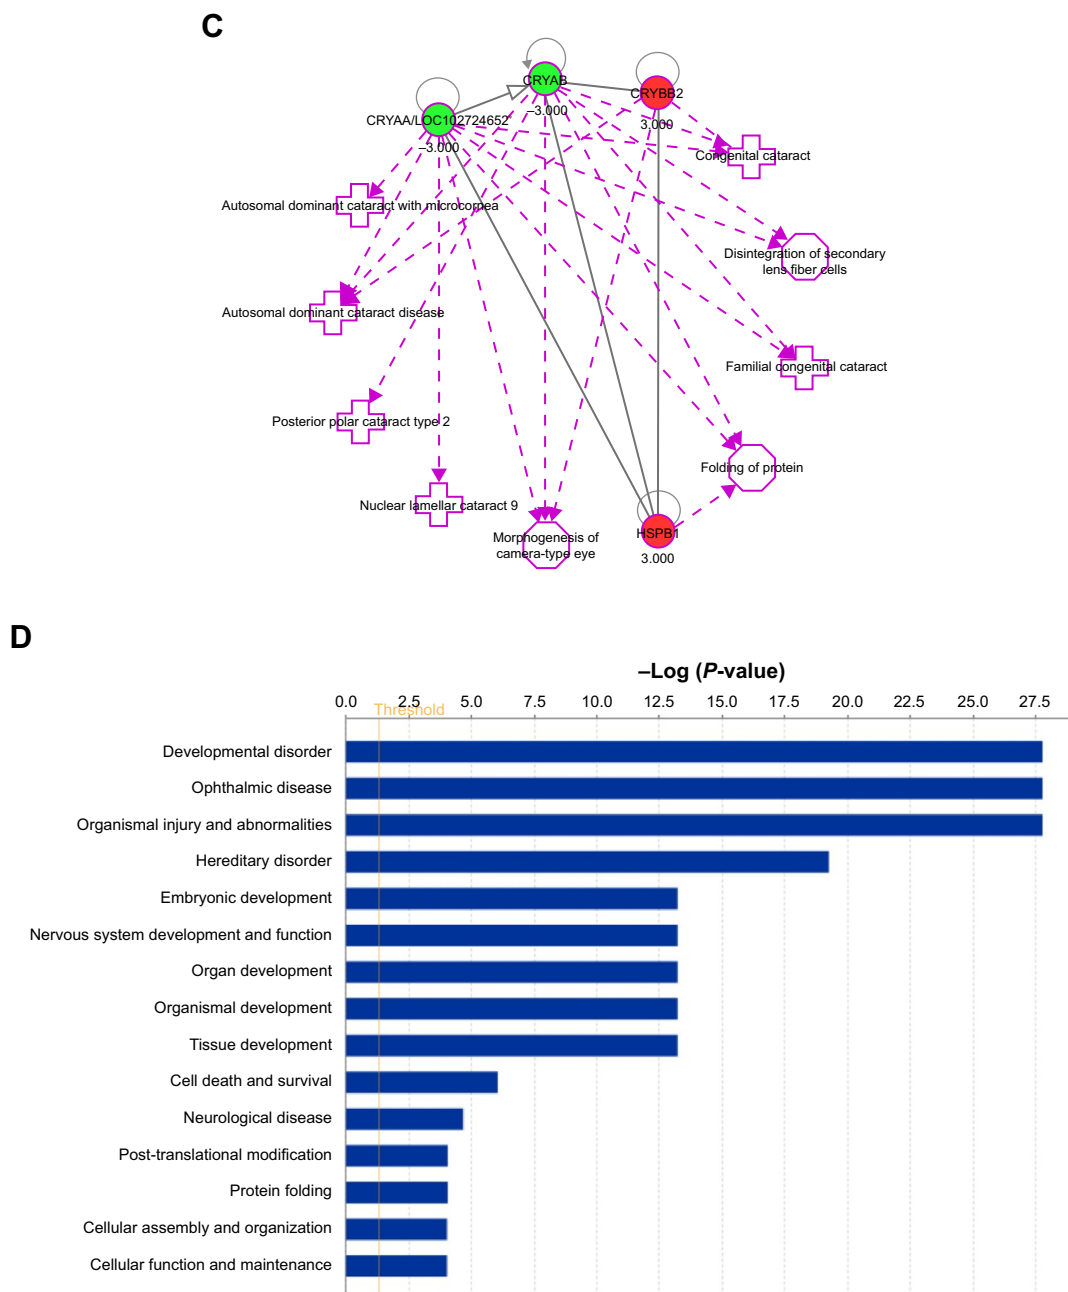 C
CRYAB
–3.000
CRYBB2
3.000
CRYAA/LOC102724652
–3.000
Congenital cataract
Autosomal dominant cataract with microcornea
Disintegration of secondary
lens fiber cells
Autosomal dominant cataract disease
Familial congenital cataract
Posterior polar cataract type 2
Folding of protein
Nuclear lamellar cataract 9
Morphogenesis of
camera-type eye
HSPB1
3.000
D
–Log (P-value)
0.0 2.5 5.0 7.5 10.0 12.5 15.0 17.5 20.0 22.5 25.0 27.5
Threshold
Developmental disorder
Ophthalmic disease
Organismal injury and abnormalities
Hereditary disorder
Embryonic development
Nervous system development and function
Organ development
Organismal development
Tissue development
Cell death and survival
Neurological disease
Post-translational modification
Protein folding
Cellular assembly and organization
Cellular function and maintenance